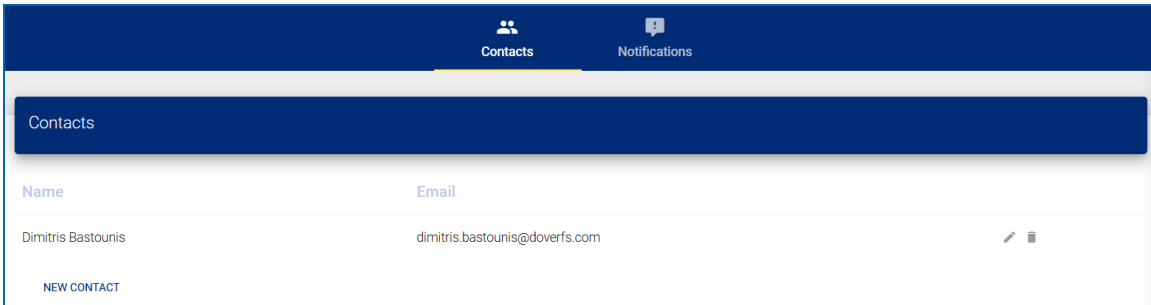 Contacts
Notifications
Contacts
Name Email
Dimitris Bastounis dimitris.bastounis@doverfs.com
NEW CONTACT